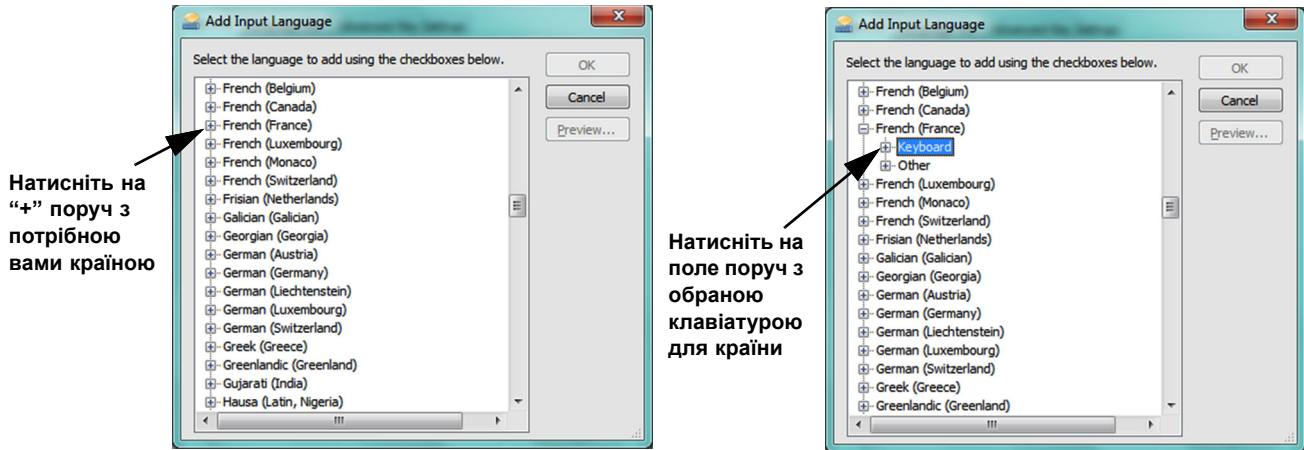 Add Input Language
Select the language to add using the checkboxes below.
French (Belgium)
French (Canada)
French (France)
French (Luxembourg)
French (Monaco)
French (Switzerland)
Frisian (Netherlands)
Galician (Galician)
Georgian (Georgia)
German (Austria)
German (Germany)
German (Liechtenstein)
German (Luxembourg)
German (Switzerland)
Greek (Greece)
Greenlandic (Greenland)
Gujarati (India)
Hausa (Latin, Nigeria)
OK
Cancel
Preview...
Натисніть на
“+” поруч з
потрібною
вами країною
Add Input Language
Select the language to add using the checkboxes below.
French (Belgium)
French (Canada)
French (France)
Keyboard
Other
French (Luxembourg)
French (Monaco)
French (Switzerland)
Frisian (Netherlands)
Galician (Galician)
Georgian (Georgia)
German (Austria)
German (Germany)
German (Liechtenstein)
German (Luxembourg)
German (Switzerland)
Greek (Greece)
Greenlandic (Greenland)
OK
Cancel
Preview...
Натисніть на
поле поруч з
обраною
клавіатурою
для країни